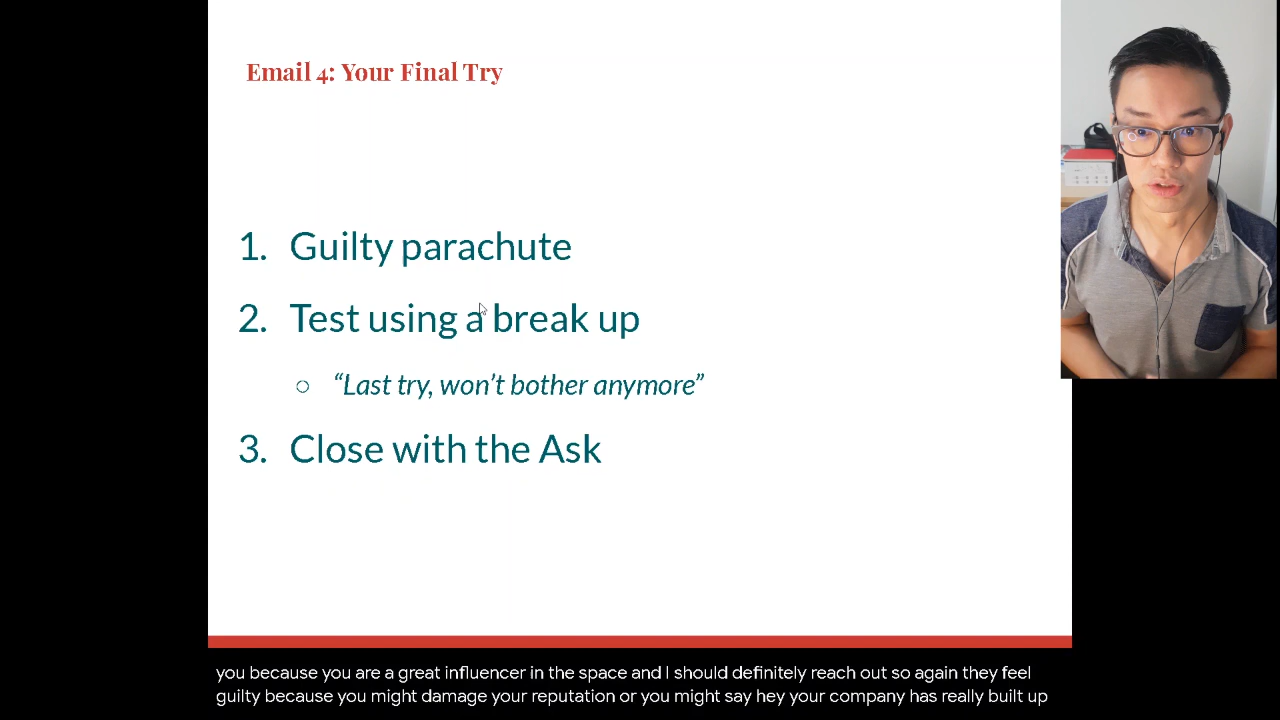 Email 4: Your Final Try
1. Guilty parachute
2. Test using a break up
○ “Last try, won’t bother anymore”
3. Close with the Ask
you because you are a great influencer in the space and I should definitely reach out so again they feel
guilty because you might damage your reputation or you might say hey your company has really built up